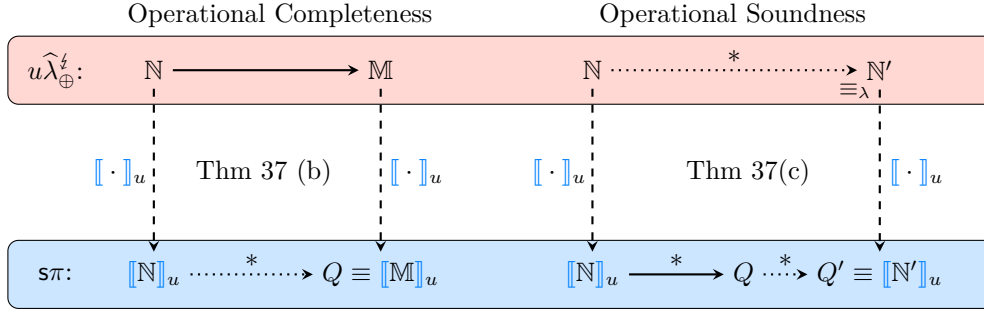 Operational Completeness Operational Soundness
uλ̂⊕↯: ℕ 𝕄 ℕ * ≡λ ℕ′
⟦·⟧u Thm 37 (b) ⟦·⟧u ⟦·⟧u Thm 37(c) ⟦·⟧u
sπ: ⟦ℕ⟧u * Q ≡ ⟦𝕄⟧u ⟦ℕ⟧u * Q * Q′ ≡ ⟦ℕ′⟧u